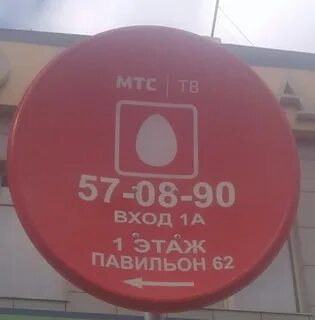 МТС | ТВ
57-08-90
ВХОД 1А
1 ЭТАЖ
ПАВИЛЬОН 62